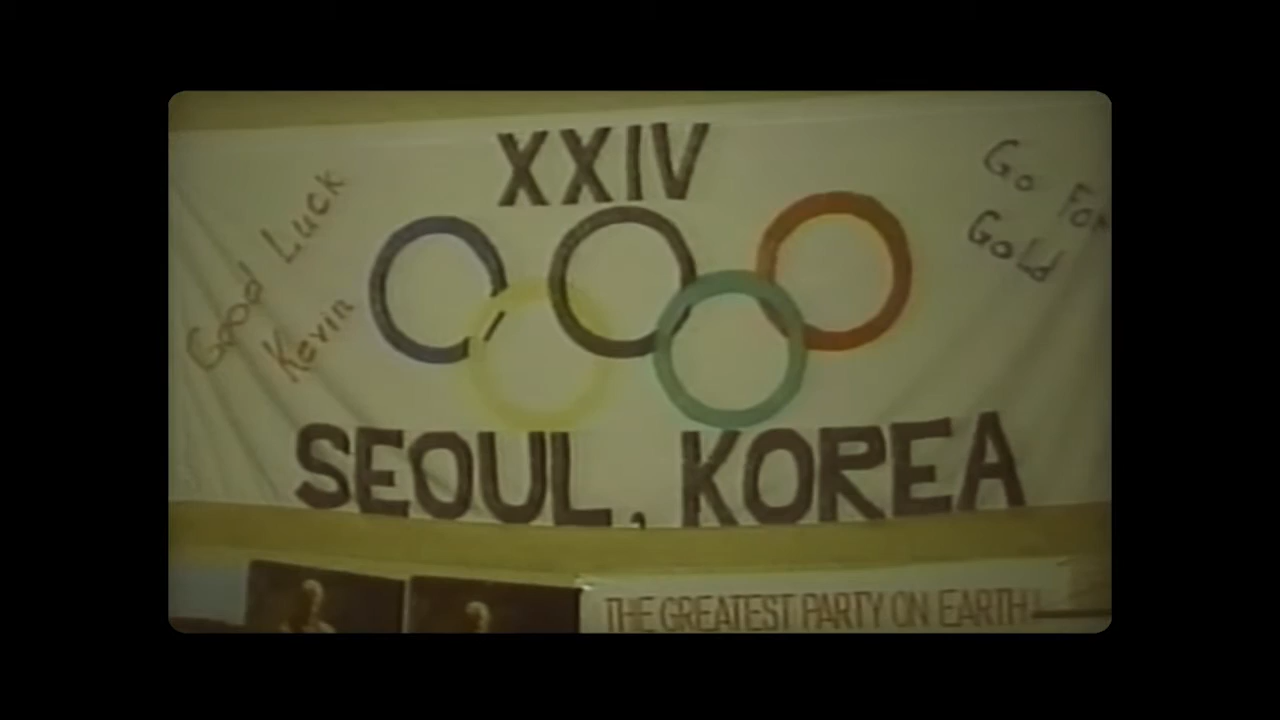 XXIV
Good Luck
Kevin
Go For
Gold
SEOUL, KOREA
THE GREATEST PARTY ON EARTH!